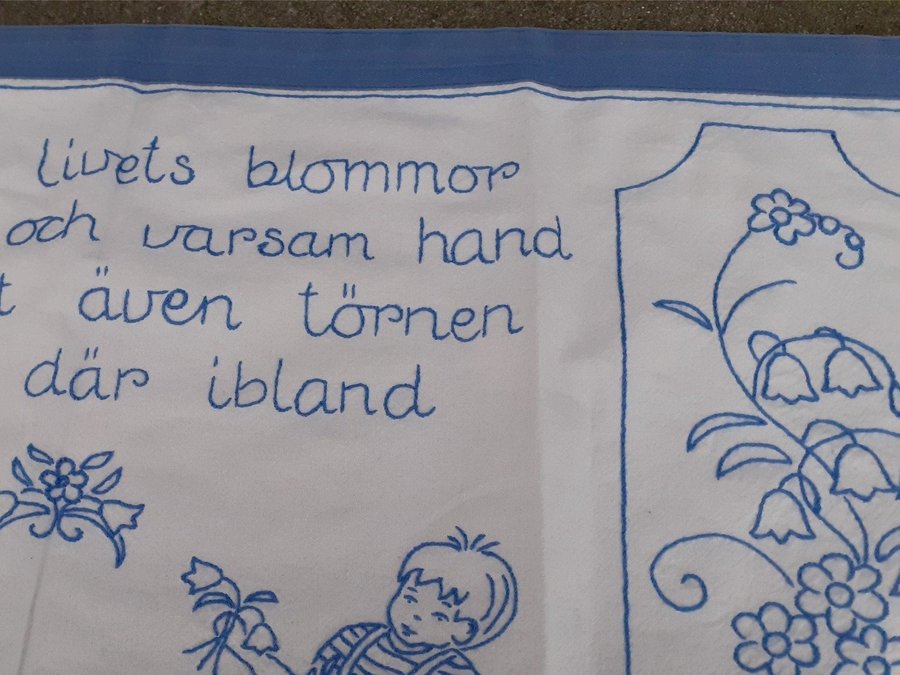 livets blommor
och varsam hand
t även törnen
där ibland